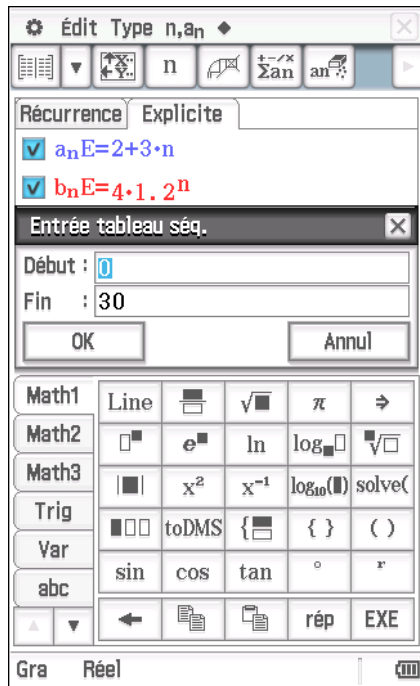 Édit Type n,an ◆
n +-/× Σan an
Récurrence Explicite
anE=2+3·n
bnE=4·1.2^n
Entrée tableau séq.
Début : 0
Fin : 30
OK Annul
Math1 Line √■ π ⇒
Math2 □■ e■ ln log■□ ■√□
Math3 |■| x² x⁻¹ log₁₀(■) solve(
Trig ■□□ toDMS { { } ( )
Var sin cos tan ° r
abc
rép EXE
Gra Réel